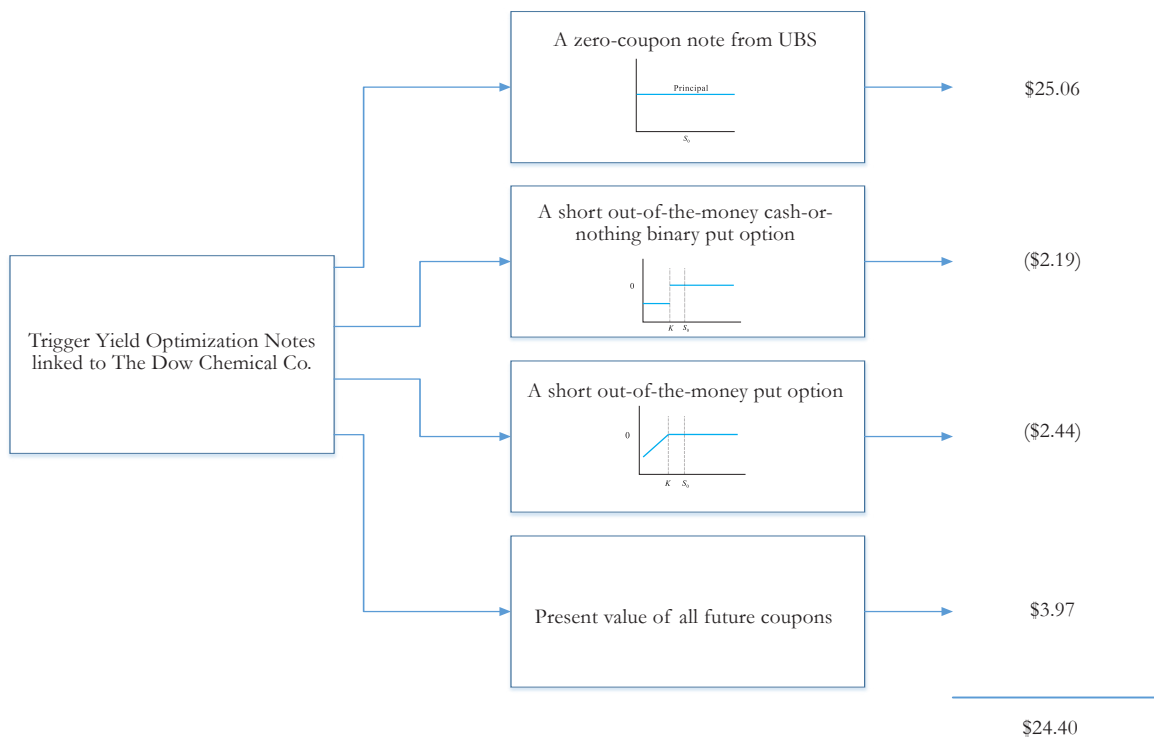 A zero-coupon note from UBS
Principal
S0
$25.06
A short out-of-the-money cash-or-
nothing binary put option
0
K
S0
($2.19)
Trigger Yield Optimization Notes
linked to The Dow Chemical Co.
A short out-of-the-money put option
0
K
S0
($2.44)
Present value of all future coupons
$3.97
$24.40